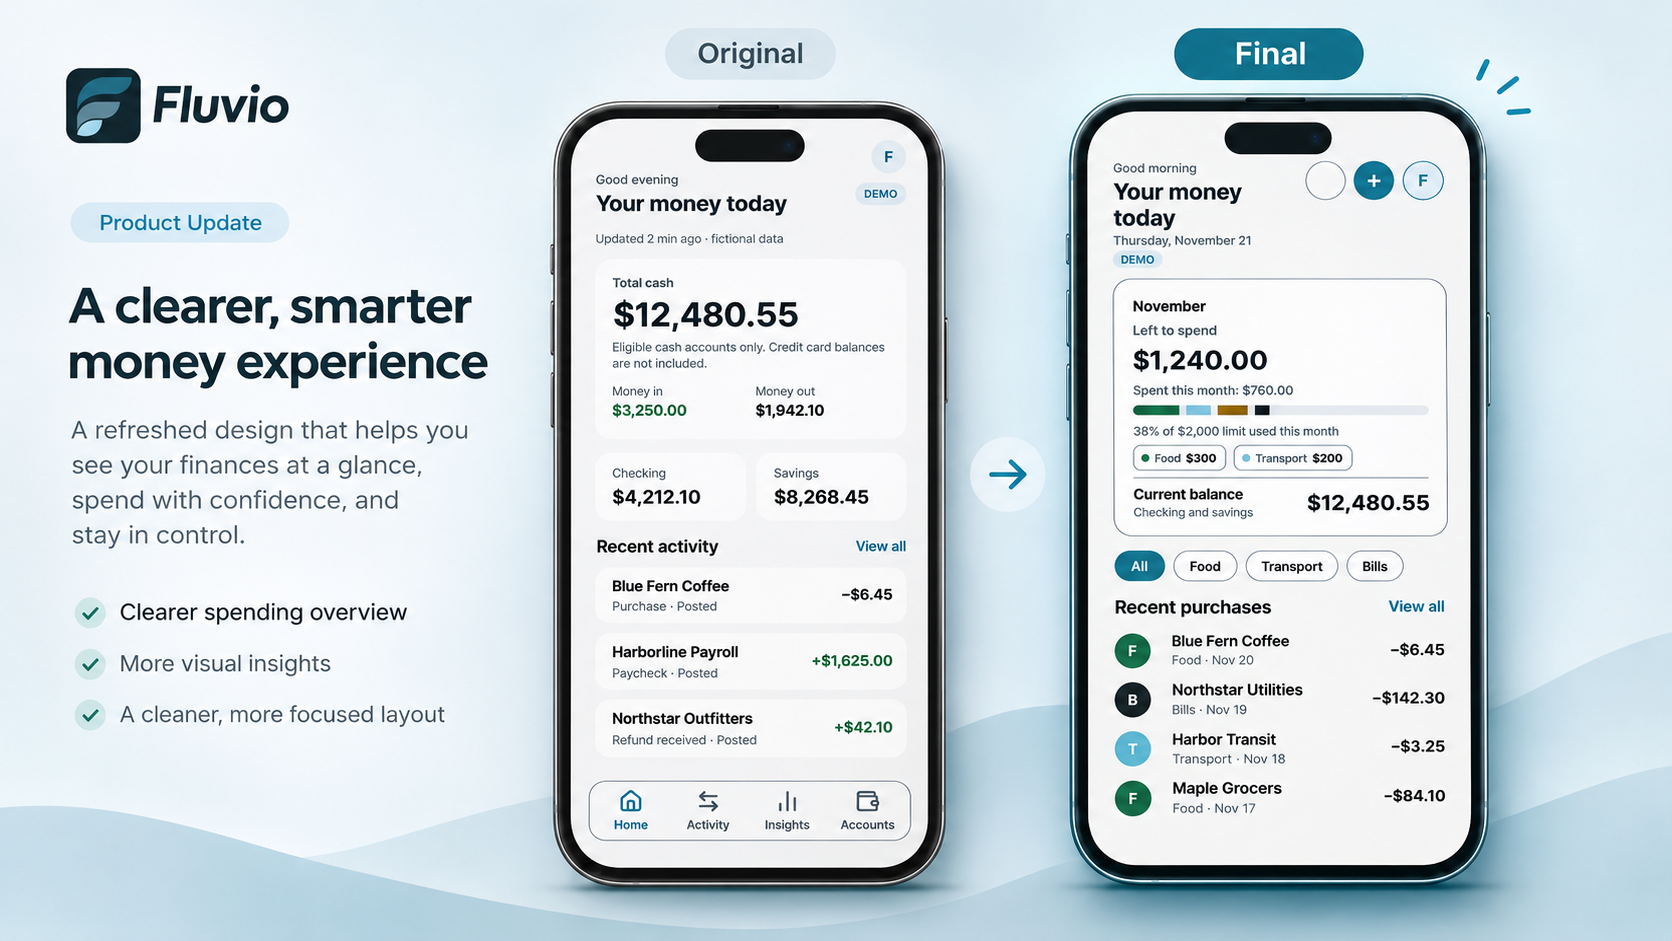 Fluvio
Product Update
A clearer, smarter
money experience
A refreshed design that helps you
see your finances at a glance,
spend with confidence, and
stay in control.
Clearer spending overview
More visual insights
A cleaner, more focused layout
Original
F
Good evening
DEMO
Your money today
Updated 2 min ago · fictional data
Total cash
$12,480.55
Eligible cash accounts only. Credit card balances
are not included.
Money in
Money out
$3,250.00
$1,942.10
Checking
Savings
$4,212.10
$8,268.45
Recent activity
View all
Blue Fern Coffee
Purchase · Posted
−$6.45
Harborline Payroll
Paycheck · Posted
+$1,625.00
Northstar Outfitters
Refund received · Posted
+$42.10
Home
Activity
Insights
Accounts
Final
Good morning
Your money
today
+
F
Thursday, November 21
DEMO
November
Left to spend
$1,240.00
Spent this month: $760.00
38% of $2,000 limit used this month
Food $300
Transport $200
Current balance
Checking and savings
$12,480.55
All
Food
Transport
Bills
Recent purchases
View all
F
Blue Fern Coffee
Food · Nov 20
−$6.45
B
Northstar Utilities
Bills · Nov 19
−$142.30
T
Harbor Transit
Transport · Nov 18
−$3.25
F
Maple Grocers
Food · Nov 17
−$84.10